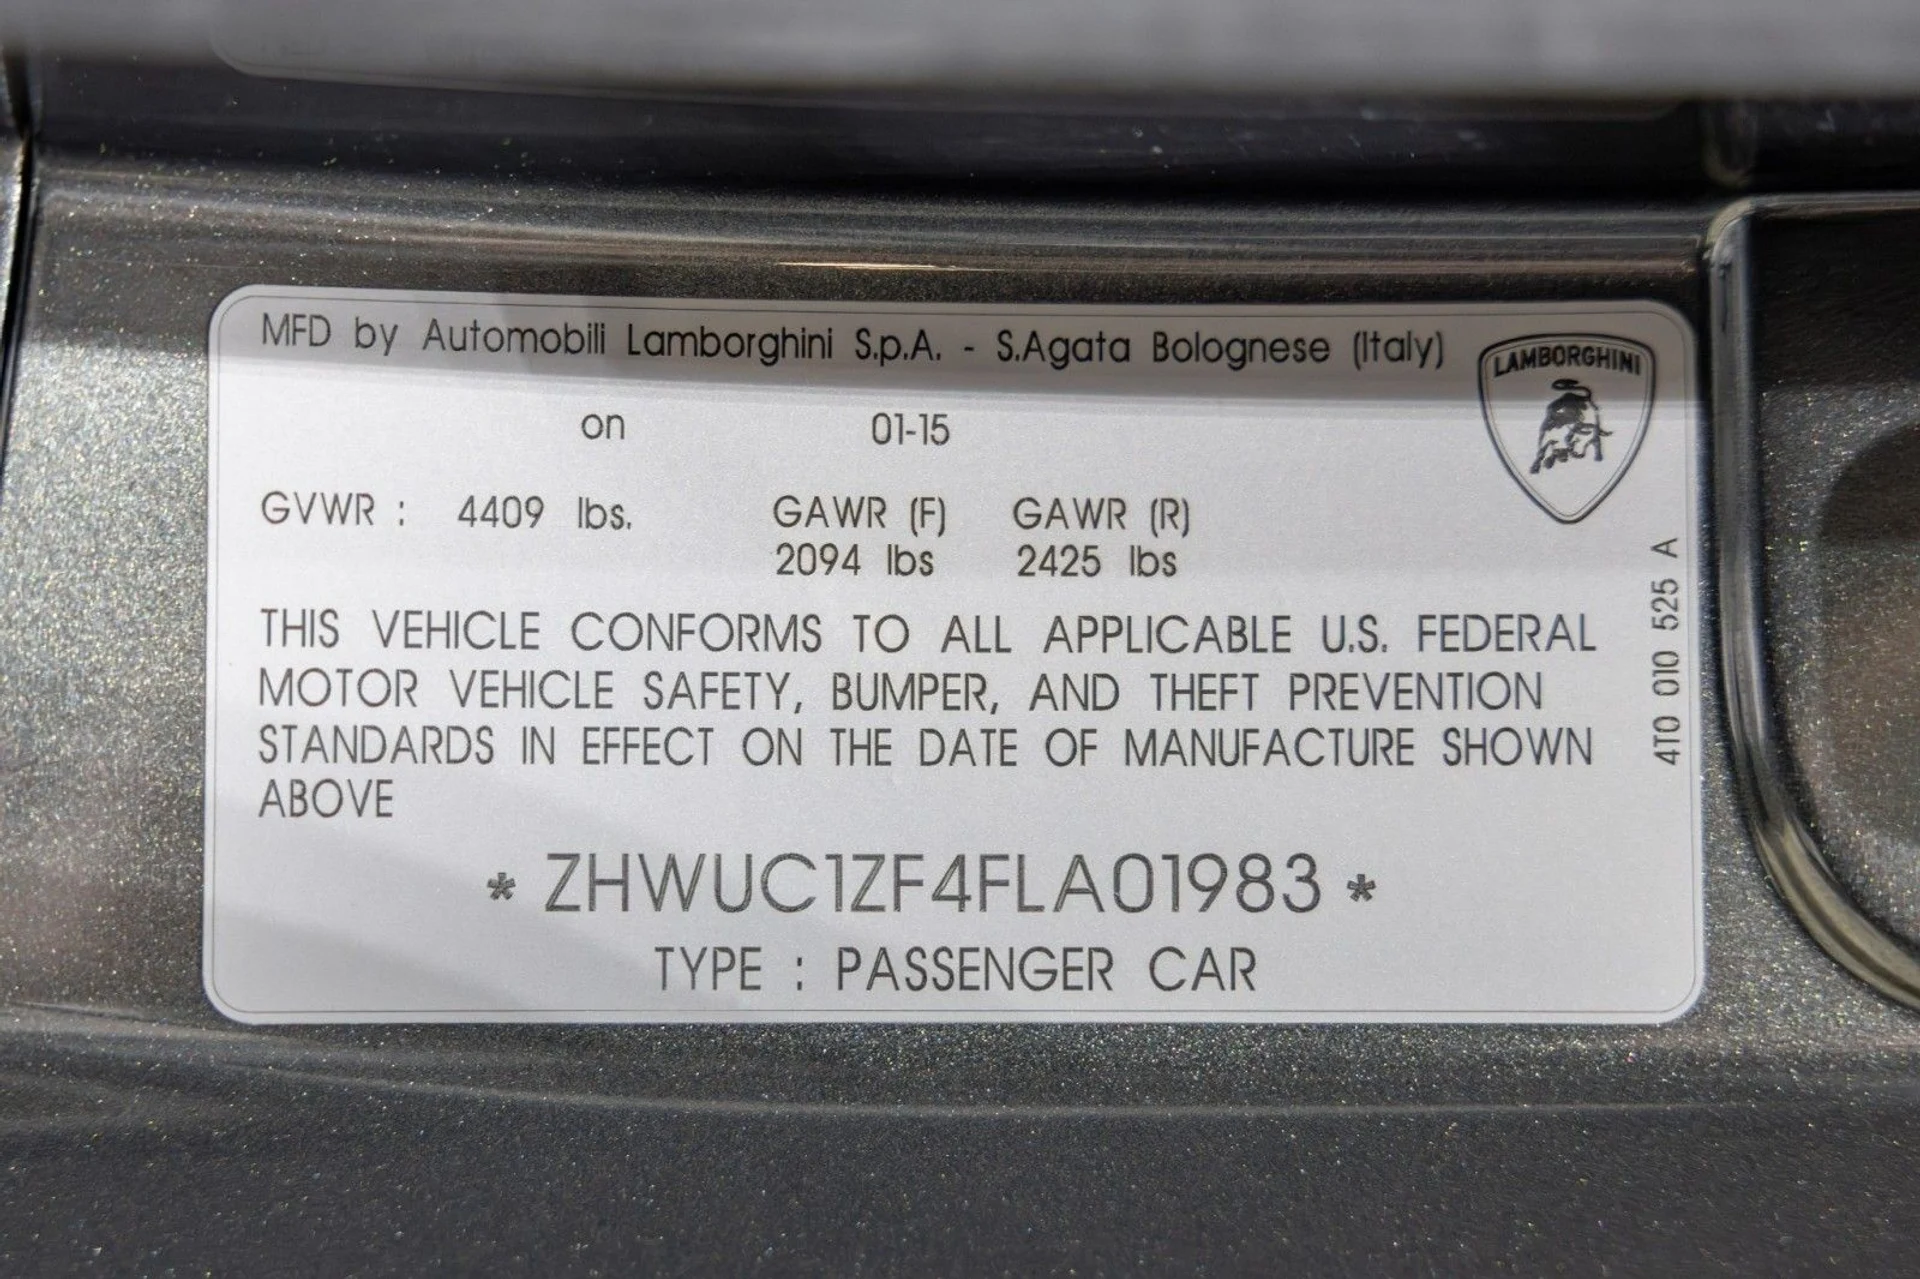 MFD by Automobili Lamborghini S.p.A. - S.Agata Bolognese (Italy)
LAMBORGHINI
on 01-15
GVWR : 4409 lbs. GAWR (F) GAWR (R)
2094 lbs 2425 lbs
THIS VEHICLE CONFORMS TO ALL APPLICABLE U.S. FEDERAL
MOTOR VEHICLE SAFETY, BUMPER, AND THEFT PREVENTION
STANDARDS IN EFFECT ON THE DATE OF MANUFACTURE SHOWN
ABOVE
* ZHWUC1ZF4FLA01983 *
TYPE : PASSENGER CAR
4T0 010 525 A